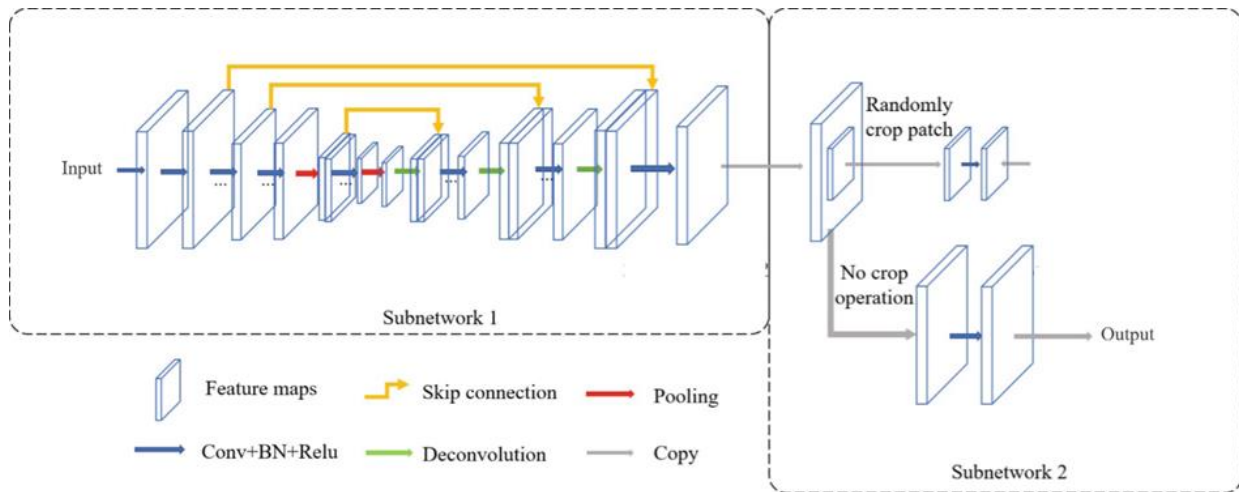 Input
...
...
...
...
...
Subnetwork 1
Randomly
crop patch
No crop
operation
Output
Subnetwork 2
Feature maps
Skip connection
Pooling
Conv+BN+Relu
Deconvolution
Copy